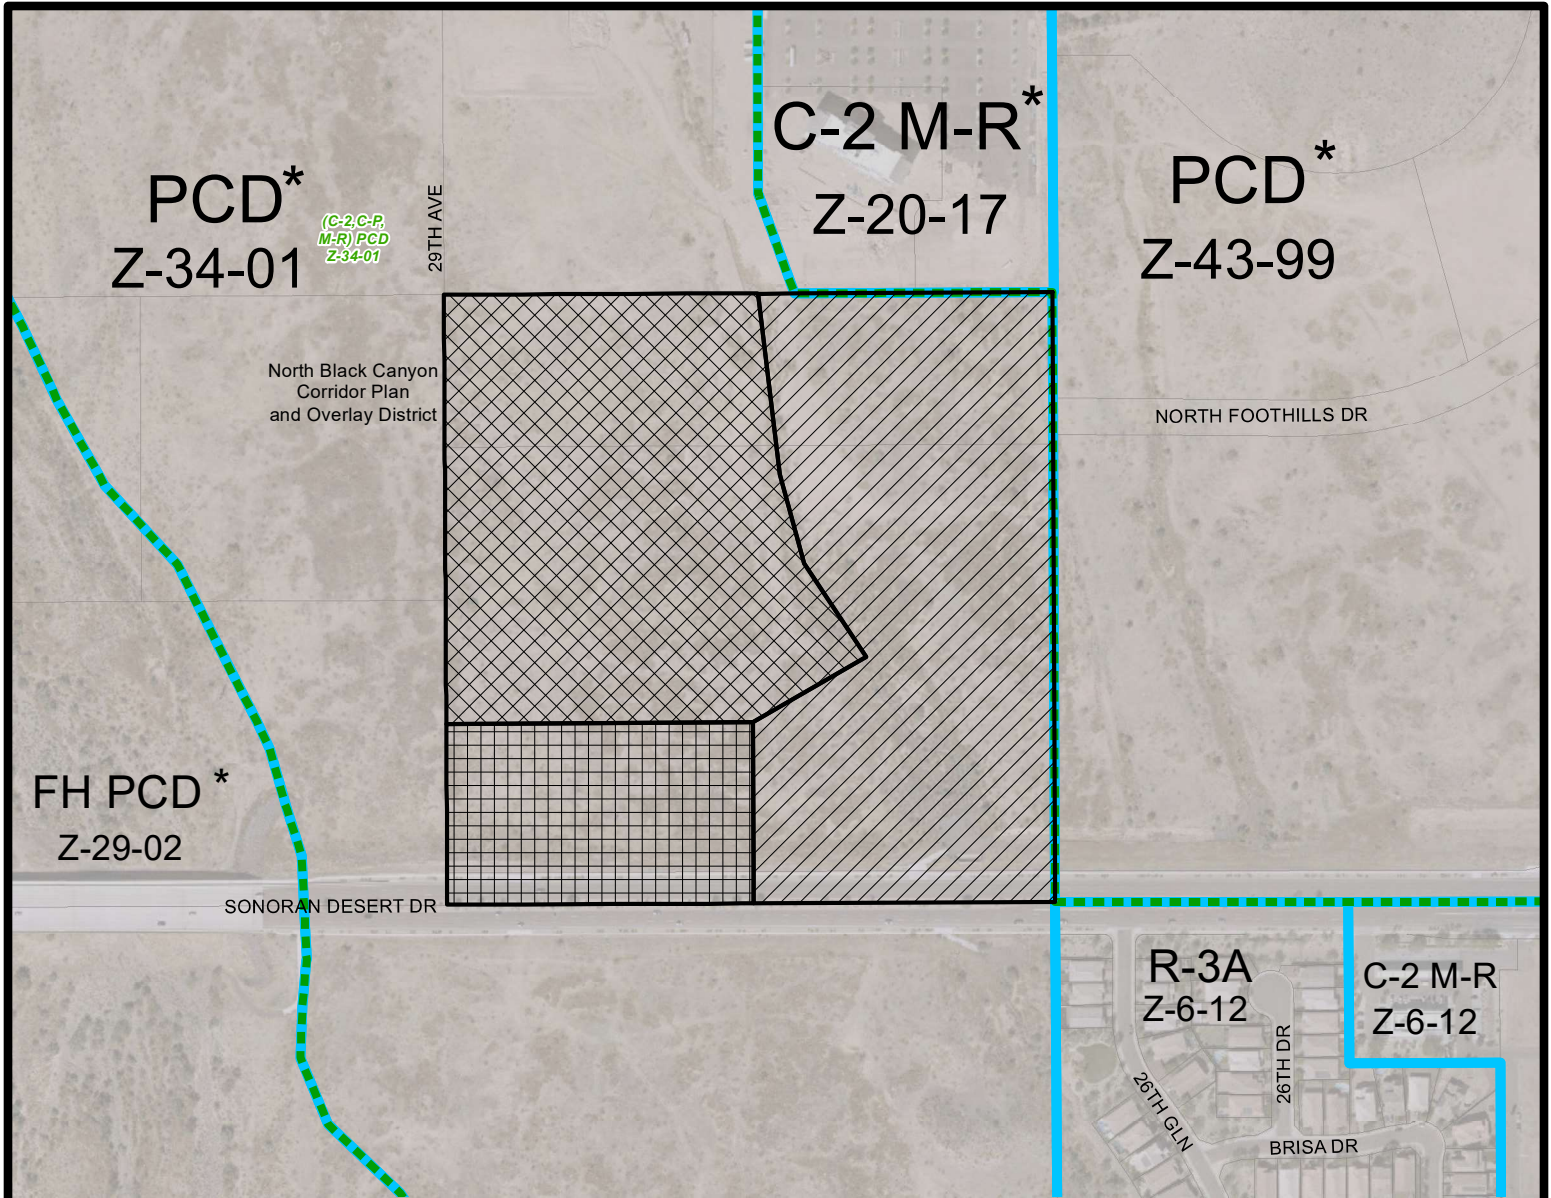 C-2 M-R*
Z-20-17
PCD*
Z-34-01
(C-2,C-P,
M-R) PCD
Z-34-01
29TH AVE
PCD*
Z-43-99
North Black Canyon
Corridor Plan
and Overlay District
NORTH FOOTHILLS DR
FH PCD*
Z-29-02
SONORAN DESERT DR
R-3A
Z-6-12
C-2 M-R
Z-6-12
26TH DR
26TH GLN
BRISA DR